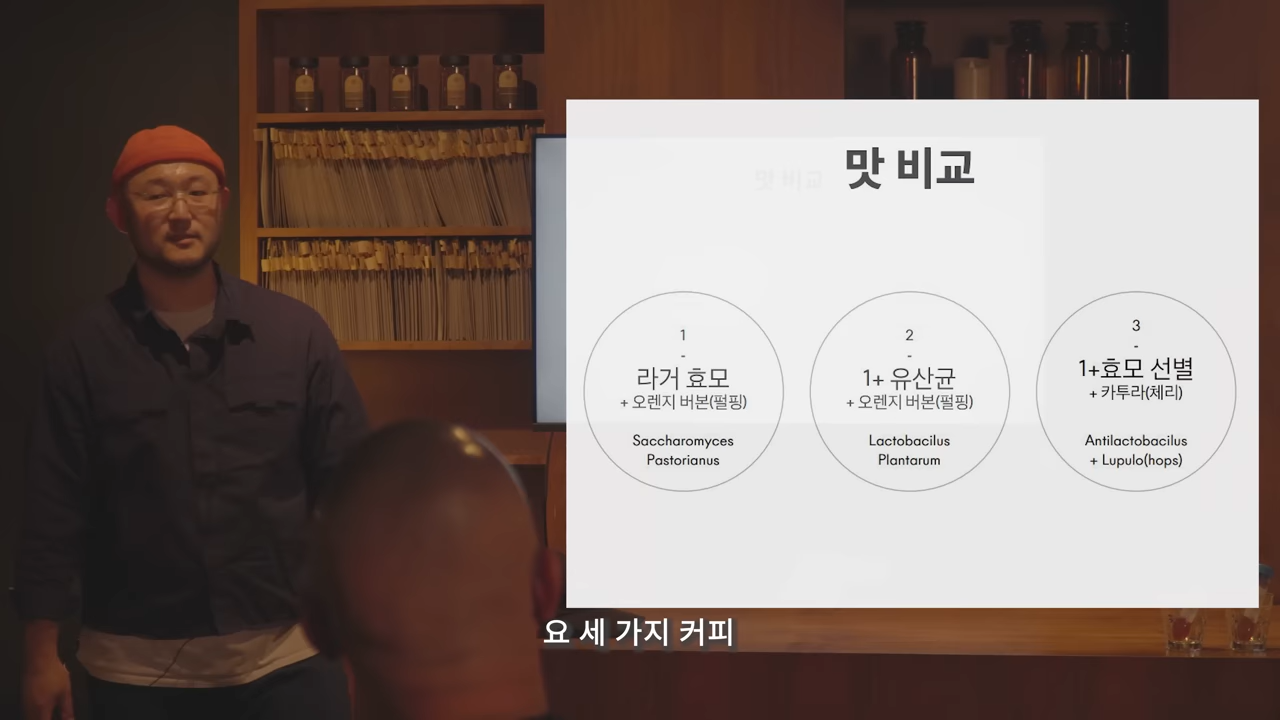 맛 비교
1
-
라거 효모
+ 오렌지 버본(펄핑)
Saccharomyces
Pastorianus
2
-
1+ 유산균
+ 오렌지 버본(펄핑)
Lactobacilus
Plantarum
3
-
1+효모 선별
+ 카투라(체리)
Antilactobacilus
+ Lupulo(hops)
요 세 가지 커피